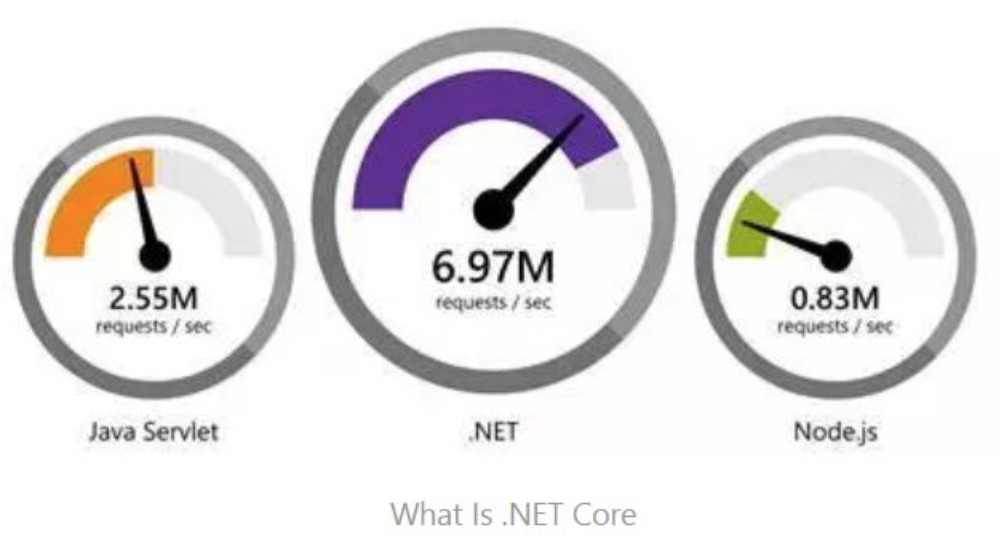 2.55M
requests / sec
Java Servlet
6.97M
requests / sec
.NET
0.83M
requests / sec
Node.js
What Is .NET Core